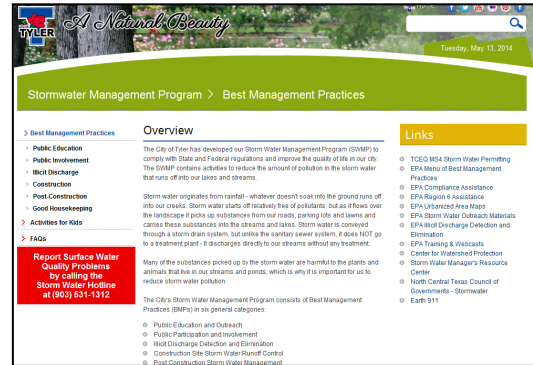 TYLER
A Natural Beauty
Tuesday, May 13, 2014
Stormwater Management Program > Best Management Practices
> Best Management Practices
> Public Education
> Public Involvement
> Illicit Discharge
> Construction
> Post-Construction
> Good Housekeeping
> Activities for Kids
> FAQs
Report Surface Water
Quality Problems
by calling the
Storm Water Hotline
at (903) 531-1312
Overview
The City of Tyler has developed our Storm Water Management Program (SWMP) to
comply with State and Federal regulations and improve the quality of life in our city.
The SWMP contains activities to reduce the amount of pollution in the storm water
that runs off into our lakes and streams.
Storm water originates from rainfall - whatever doesn't soak into the ground runs off
into our creeks. Storm water starts off relatively free of pollutants, but as it flows over
the landscape it picks up substances from our roads, parking lots and lawns and
carries these substances into the streams and lakes. Storm water is conveyed
through a storm drain system, but unlike the sanitary sewer system, it does NOT go
to a treatment plant - it discharges directly to our streams without any treatment.
Many of the substances picked up by the storm water are harmful to the plants and
animals that live in our streams and ponds, which is why it is important for us to
reduce storm water pollution.
The City's Storm Water Management Program consists of Best Management
Practices (BMPs) in six general categories:
Public Education and Outreach
Public Participation and Involvement
Illicit Discharge Detection and Elimination
Construction Site Storm Water Runoff Control
Post Construction Storm Water Management
Links
TCEQ MS4 Storm Water Permitting
EPA Menu of Best Management
Practices
EPA Compliance Assistance
EPA Region 6 Assistance
EPA Urbanized Area Maps
EPA Storm Water Outreach Materials
EPA Illicit Discharge Detection and
Elimination
EPA Training & Webcasts
Center for Watershed Protection
Storm Water Manager's Resource
Center
North Central Texas Council of
Governments - Stormwater
Earth 911